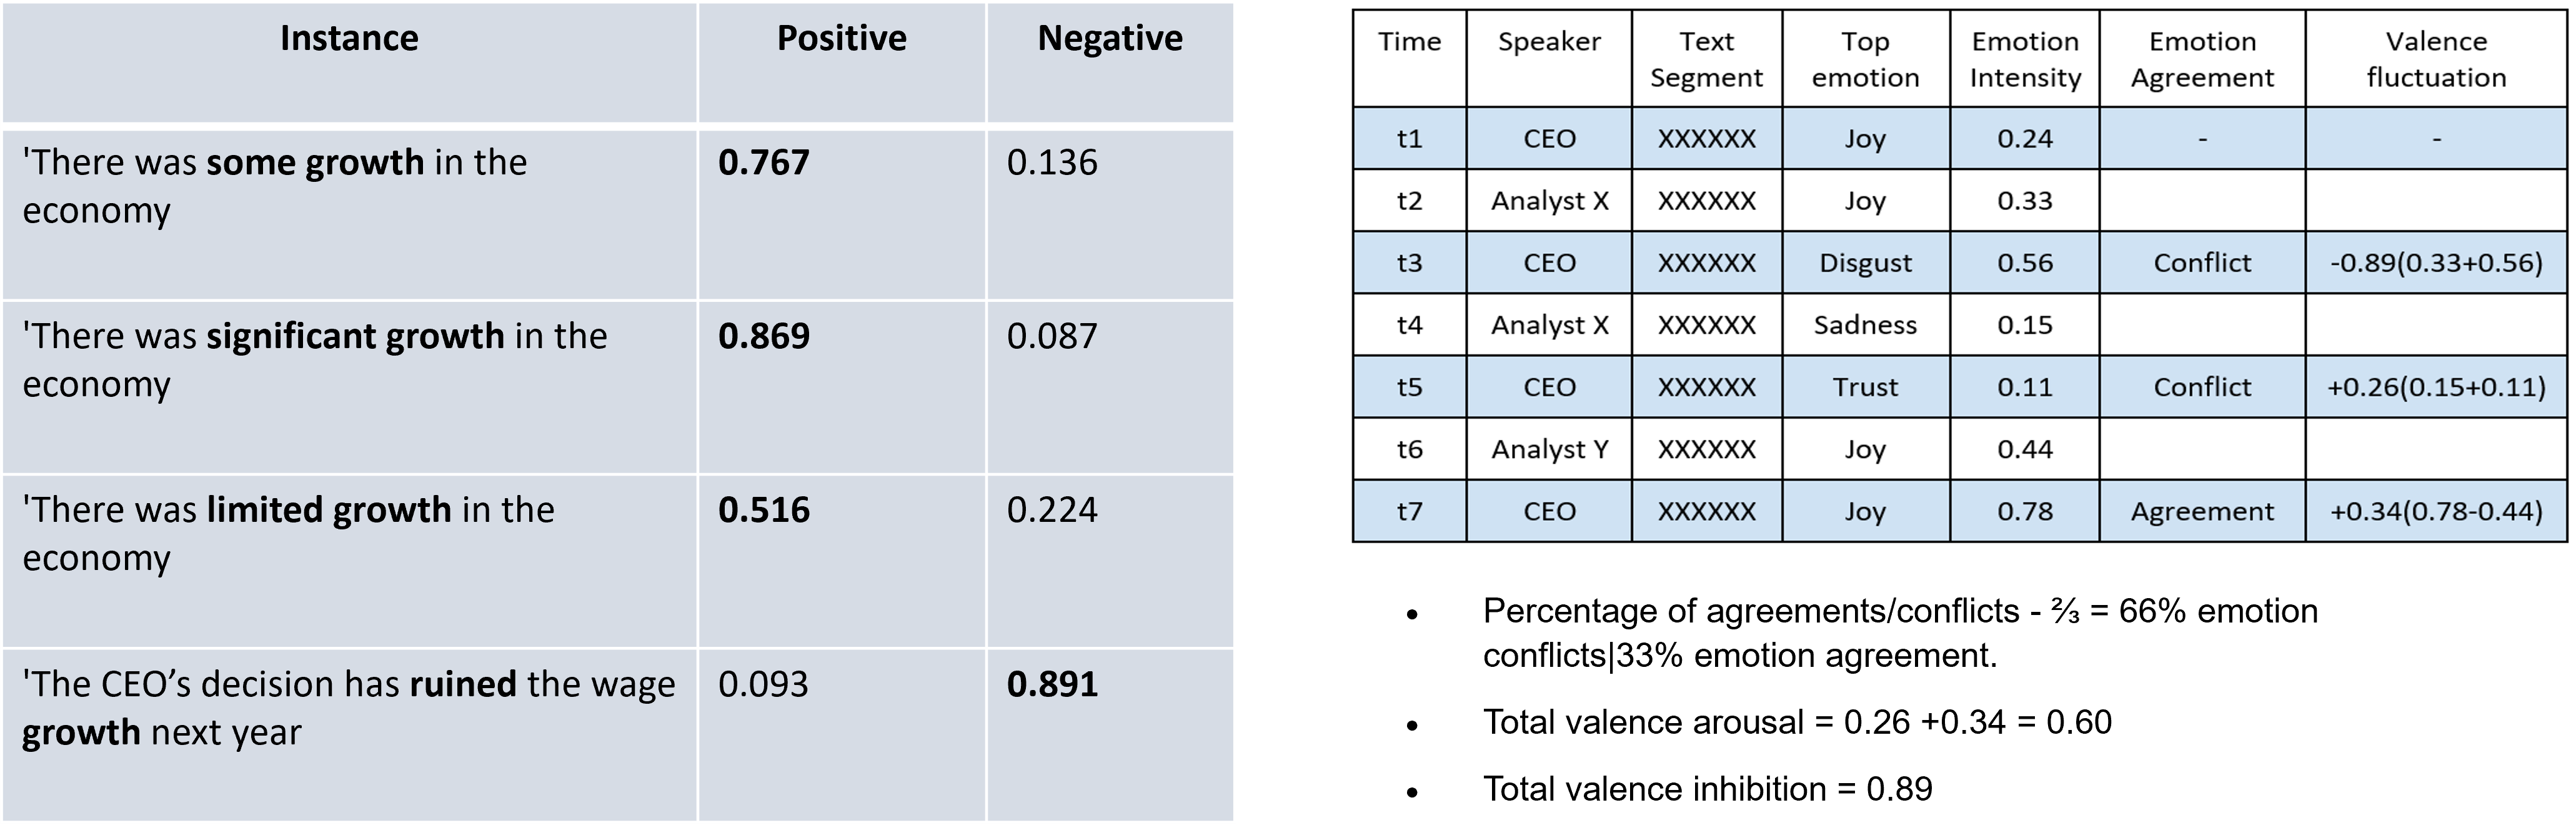 Instance Positive Negative
'There was some growth in the 0.767 0.136
economy
'There was significant growth in the 0.869 0.087
economy
'There was limited growth in the 0.516 0.224
economy
'The CEO’s decision has ruined the wage 0.093 0.891
growth next year
Time Speaker Text Top Emotion Emotion Valence
Segment emotion Intensity Agreement fluctuation
t1 CEO XXXXXX Joy 0.24 - -
t2 Analyst X XXXXXX Joy 0.33
t3 CEO XXXXXX Disgust 0.56 Conflict -0.89(0.33+0.56)
t4 Analyst X XXXXXX Sadness 0.15
t5 CEO XXXXXX Trust 0.11 Conflict +0.26(0.15+0.11)
t6 Analyst Y XXXXXX Joy 0.44
t7 CEO XXXXXX Joy 0.78 Agreement +0.34(0.78-0.44)
• Percentage of agreements/conflicts - ⅔ = 66% emotion
conflicts|33% emotion agreement.
• Total valence arousal = 0.26 +0.34 = 0.60
• Total valence inhibition = 0.89